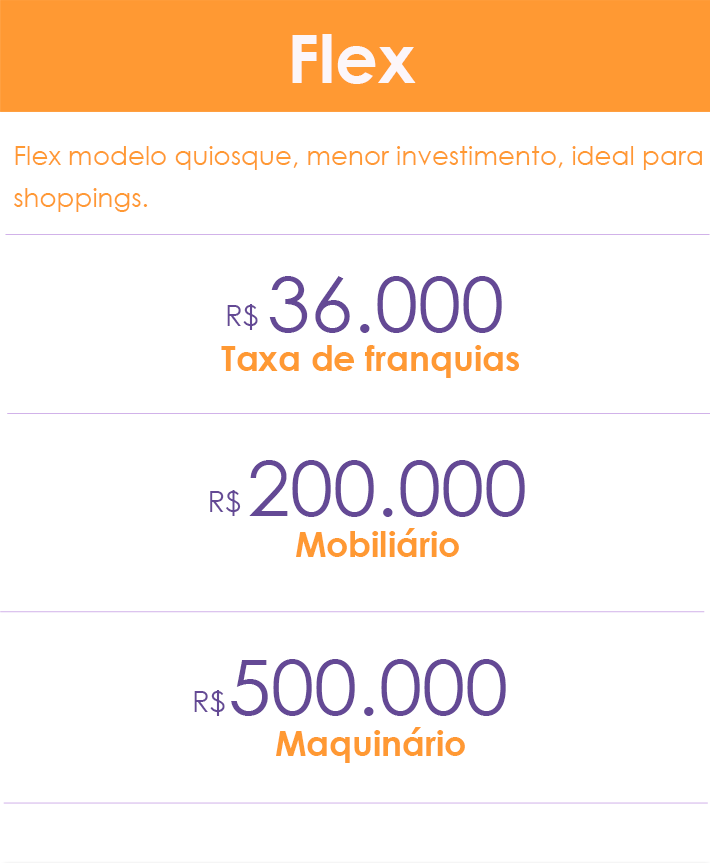 Flex
Flex modelo quiosque, menor investimento, ideal para
shoppings.
R$ 36.000
Taxa de franquias
R$ 200.000
Mobiliário
R$ 500.000
Maquinário